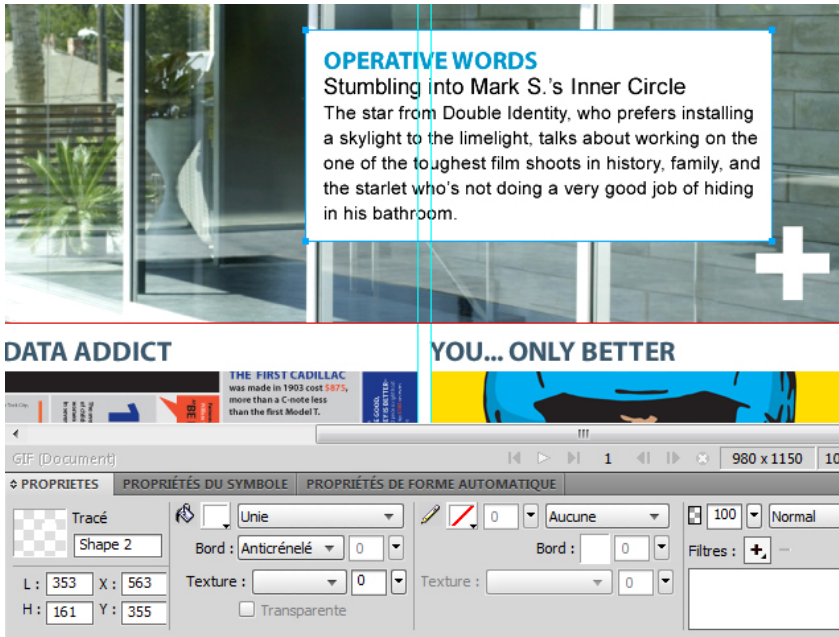 OPERATIVE WORDS
Stumbling into Mark S.'s Inner Circle
The star from Double Identity, who prefers installing
a skylight to the limelight, talks about working on the
one of the toughest film shoots in history, family, and
the starlet who's not doing a very good job of hiding
in his bathroom.
DATA ADDICT
YOU... ONLY BETTER
THE FIRST CADILLAC
was made in 1903 cost $875,
more than a C-note less
than the first Model T.
GIF (Document)
1
980 x 1150
10
PROPRIETES
PROPRIÉTÉS DU SYMBOLE
PROPRIÉTÉS DE FORME AUTOMATIQUE
Tracé
Shape 2
L : 353 X : 563
H : 161 Y : 355
Unie
Bord : Anticrénelé 0
Texture : 0
Transparente
0 Aucune
Bord : 0
Texture : 0
100 Normal
Filtres :